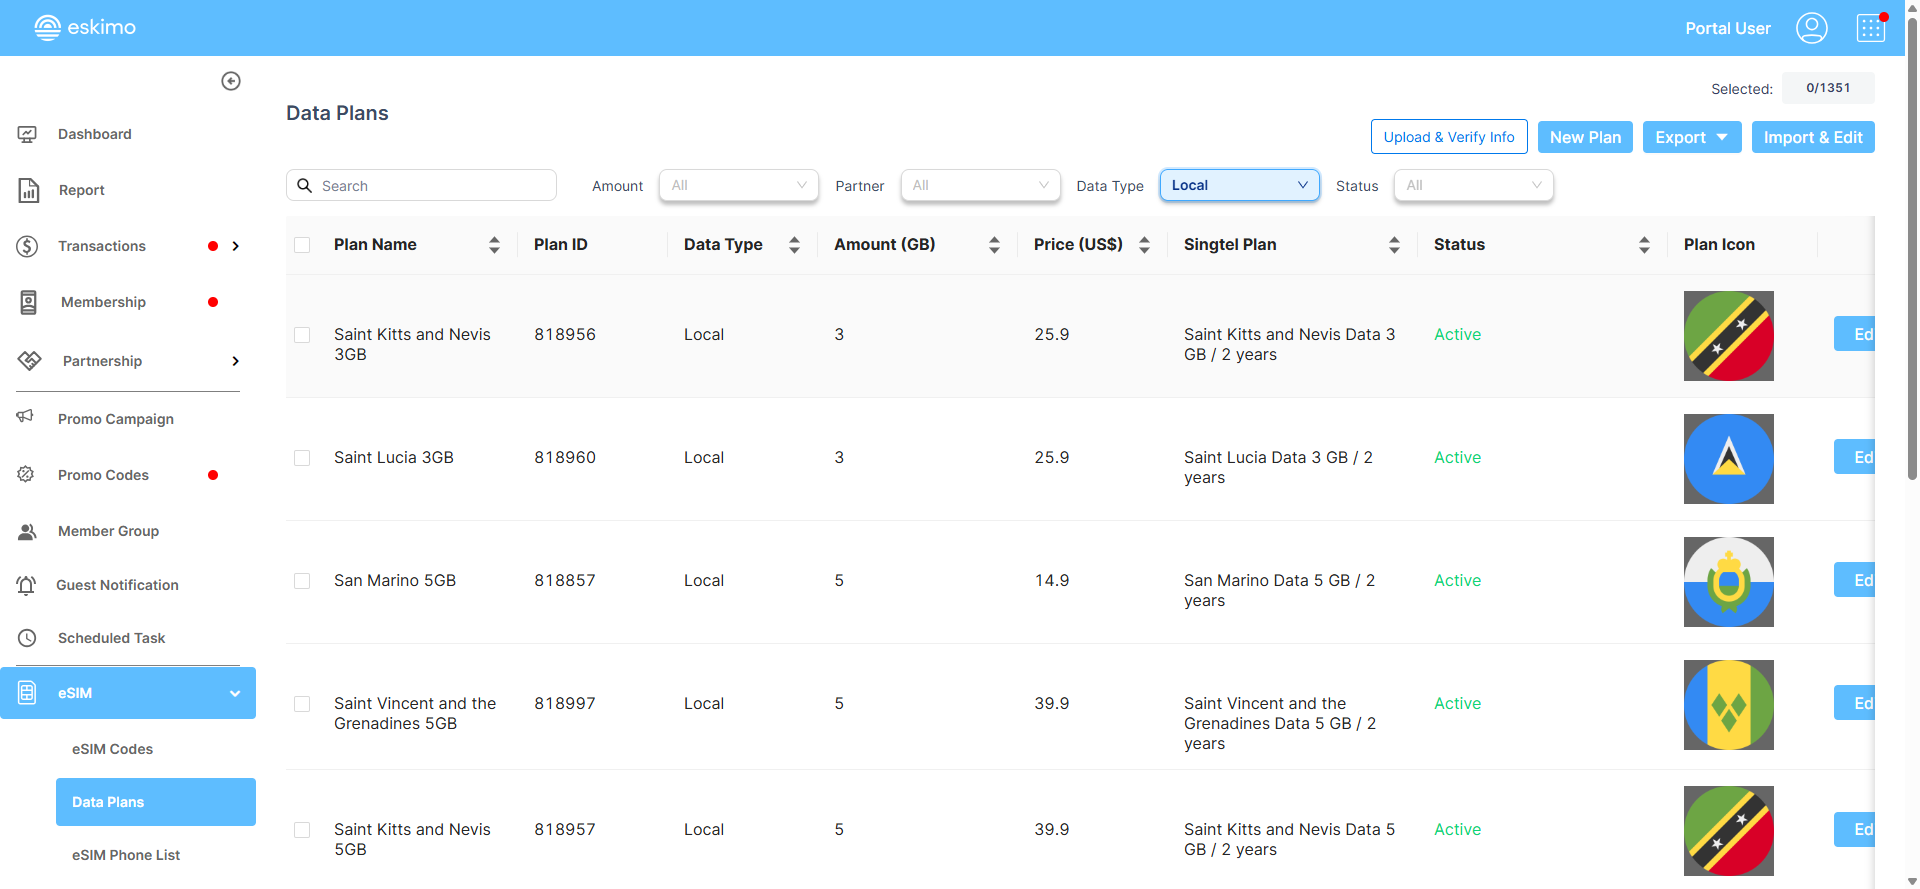 eskimo
Portal User
Selected: 0/1351
Data Plans
Upload & Verify Info New Plan Export Import & Edit
Search Amount All Partner All Data Type Local Status All
Dashboard
Report
Transactions
Membership
Partnership
Promo Campaign
Promo Codes
Member Group
Guest Notification
Scheduled Task
eSIM
eSIM Codes
Data Plans
eSIM Phone List
Plan Name Plan ID Data Type Amount (GB) Price (US$) Singtel Plan Status Plan Icon
Saint Kitts and Nevis 818956 Local 3 25.9 Saint Kitts and Nevis Data 3 Active Ed
3GB GB / 2 years
Saint Lucia 3GB 818960 Local 3 25.9 Saint Lucia Data 3 GB / 2 Active Ed
years
San Marino 5GB 818857 Local 5 14.9 San Marino Data 5 GB / 2 Active Ed
years
Saint Vincent and the 818997 Local 5 39.9 Saint Vincent and the Active Ed
Grenadines 5GB Grenadines Data 5 GB / 2
years
Saint Kitts and Nevis 818957 Local 5 39.9 Saint Kitts and Nevis Data 5 Active Ed
5GB GB / 2 years